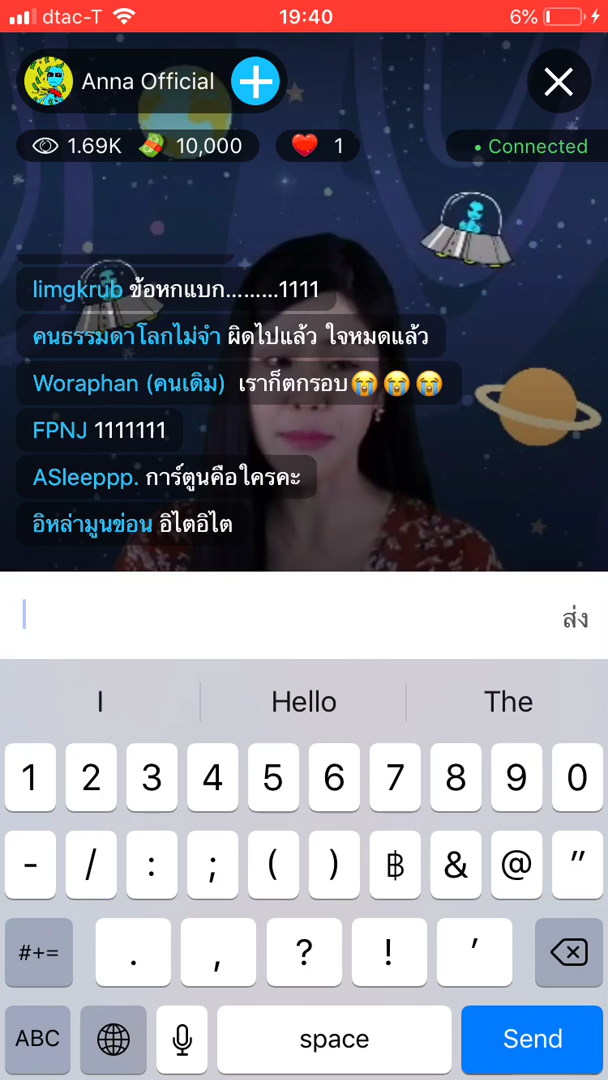 dtac-T 19:40 6%
Anna Official
1.69K 10,000 1 • Connected
limgkrub ข้อหกแบก.........1111
คนธรรมดาโลกไม่จำ ผิดไปแล้ว ใจหมดแล้ว
Woraphan (คนเดิม) เราก็ตกรอบ😭😭😭
FPNJ 1111111
ASleeppp. การ์ตูนคือใครคะ
อิหล่ามูนข่อน อิไตอิไต
ส่ง
I Hello The
1 2 3 4 5 6 7 8 9 0
- / : ; ( ) ฿ & @ "
#+= . , ? ! '
ABC space Send